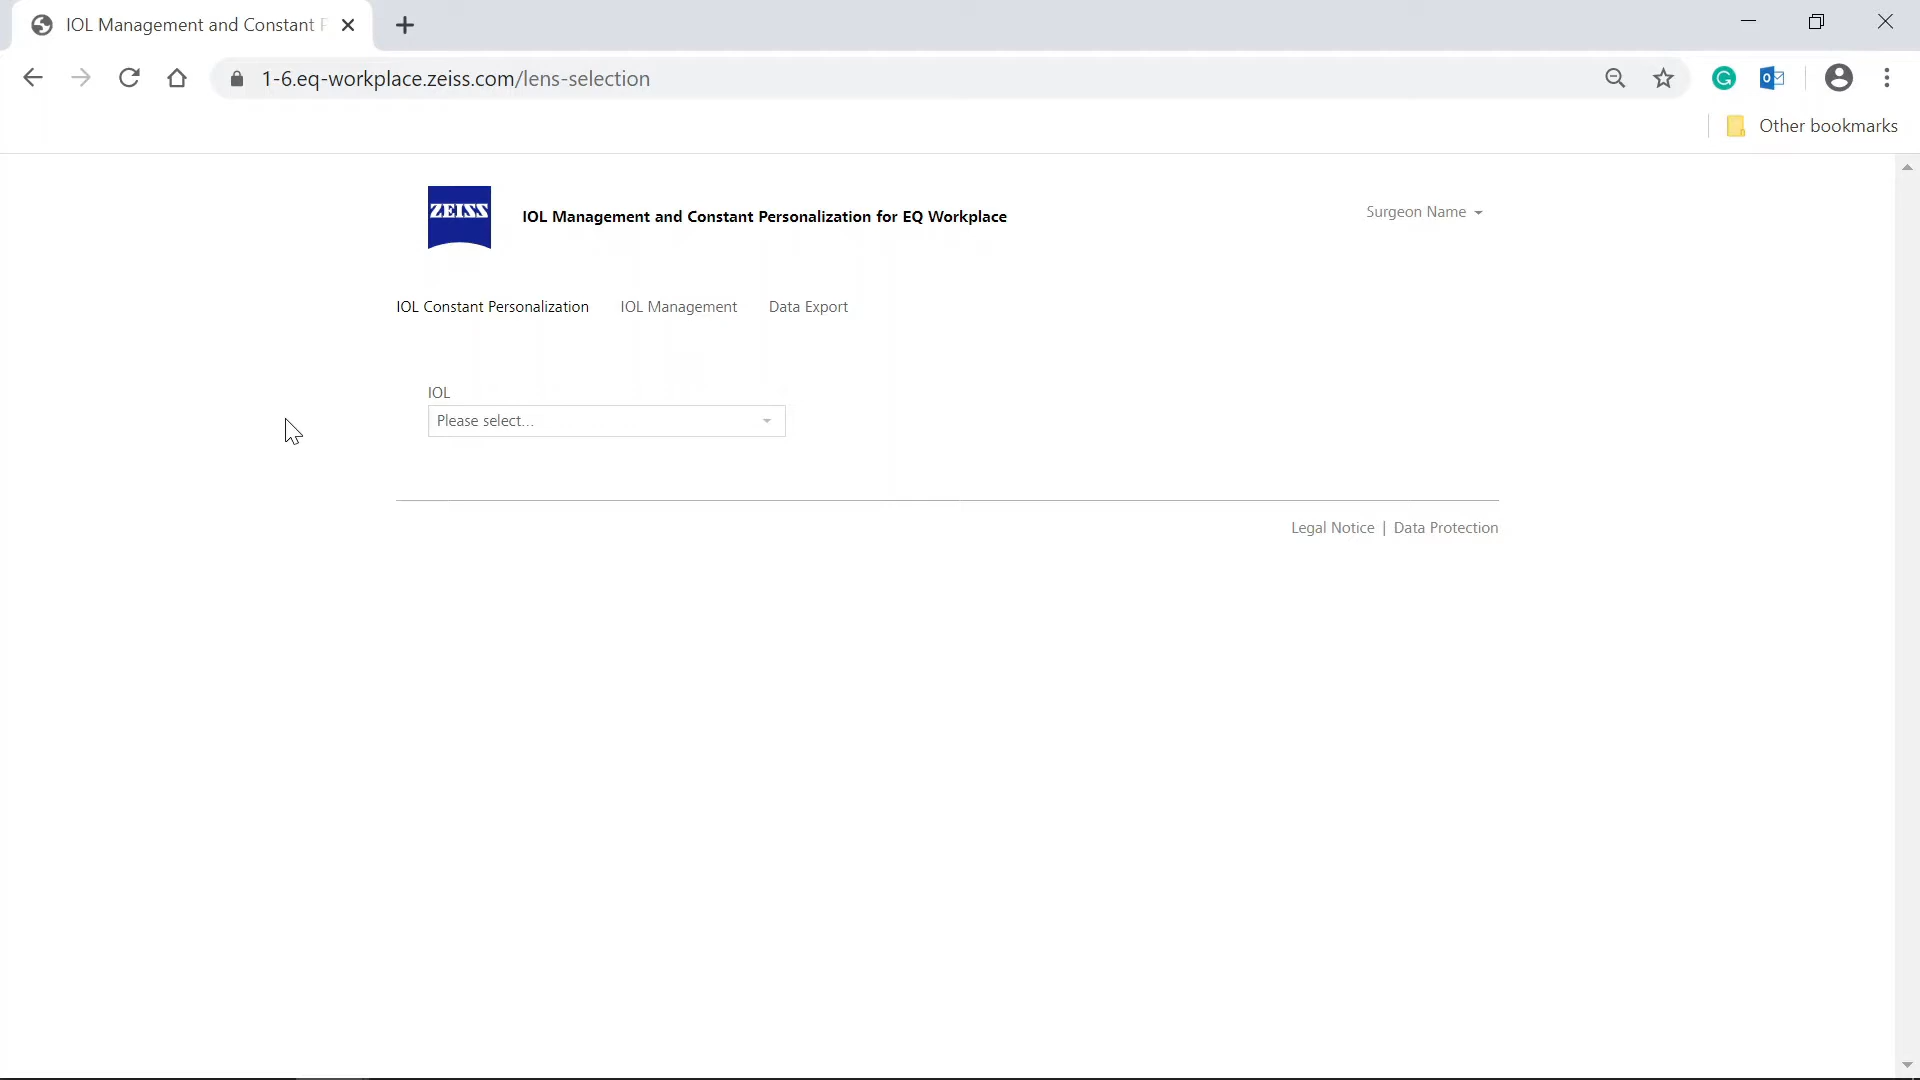 IOL Management and Constant P
1-6.eq-workplace.zeiss.com/lens-selection
Other bookmarks
ZEISS
IOL Management and Constant Personalization for EQ Workplace
Surgeon Name
IOL Constant Personalization
IOL Management
Data Export
IOL
Please select...
Legal Notice | Data Protection